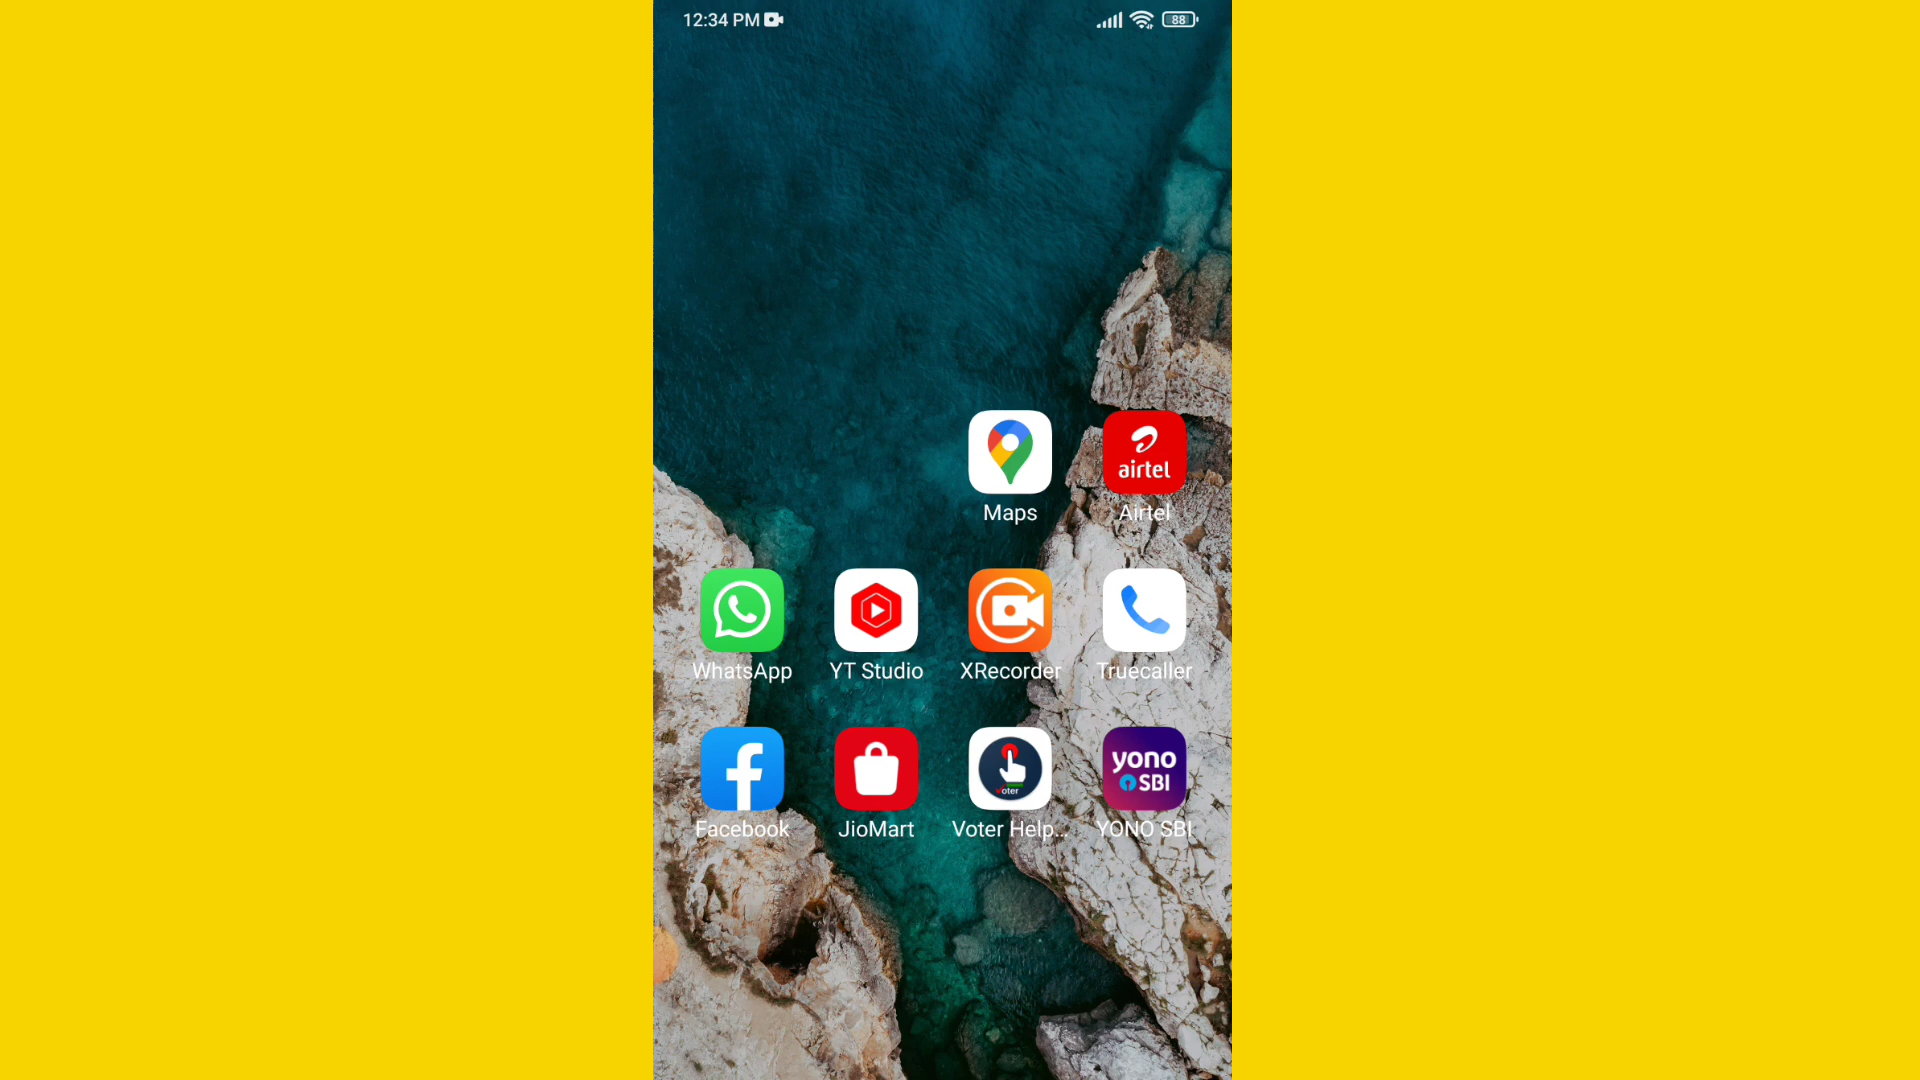 12:34 PM
88
airtel
Maps
Airtel
WhatsApp
YT Studio
XRecorder
Truecaller
yono
SBI
Voter
Facebook
JioMart
Voter Help...
YONO SBI